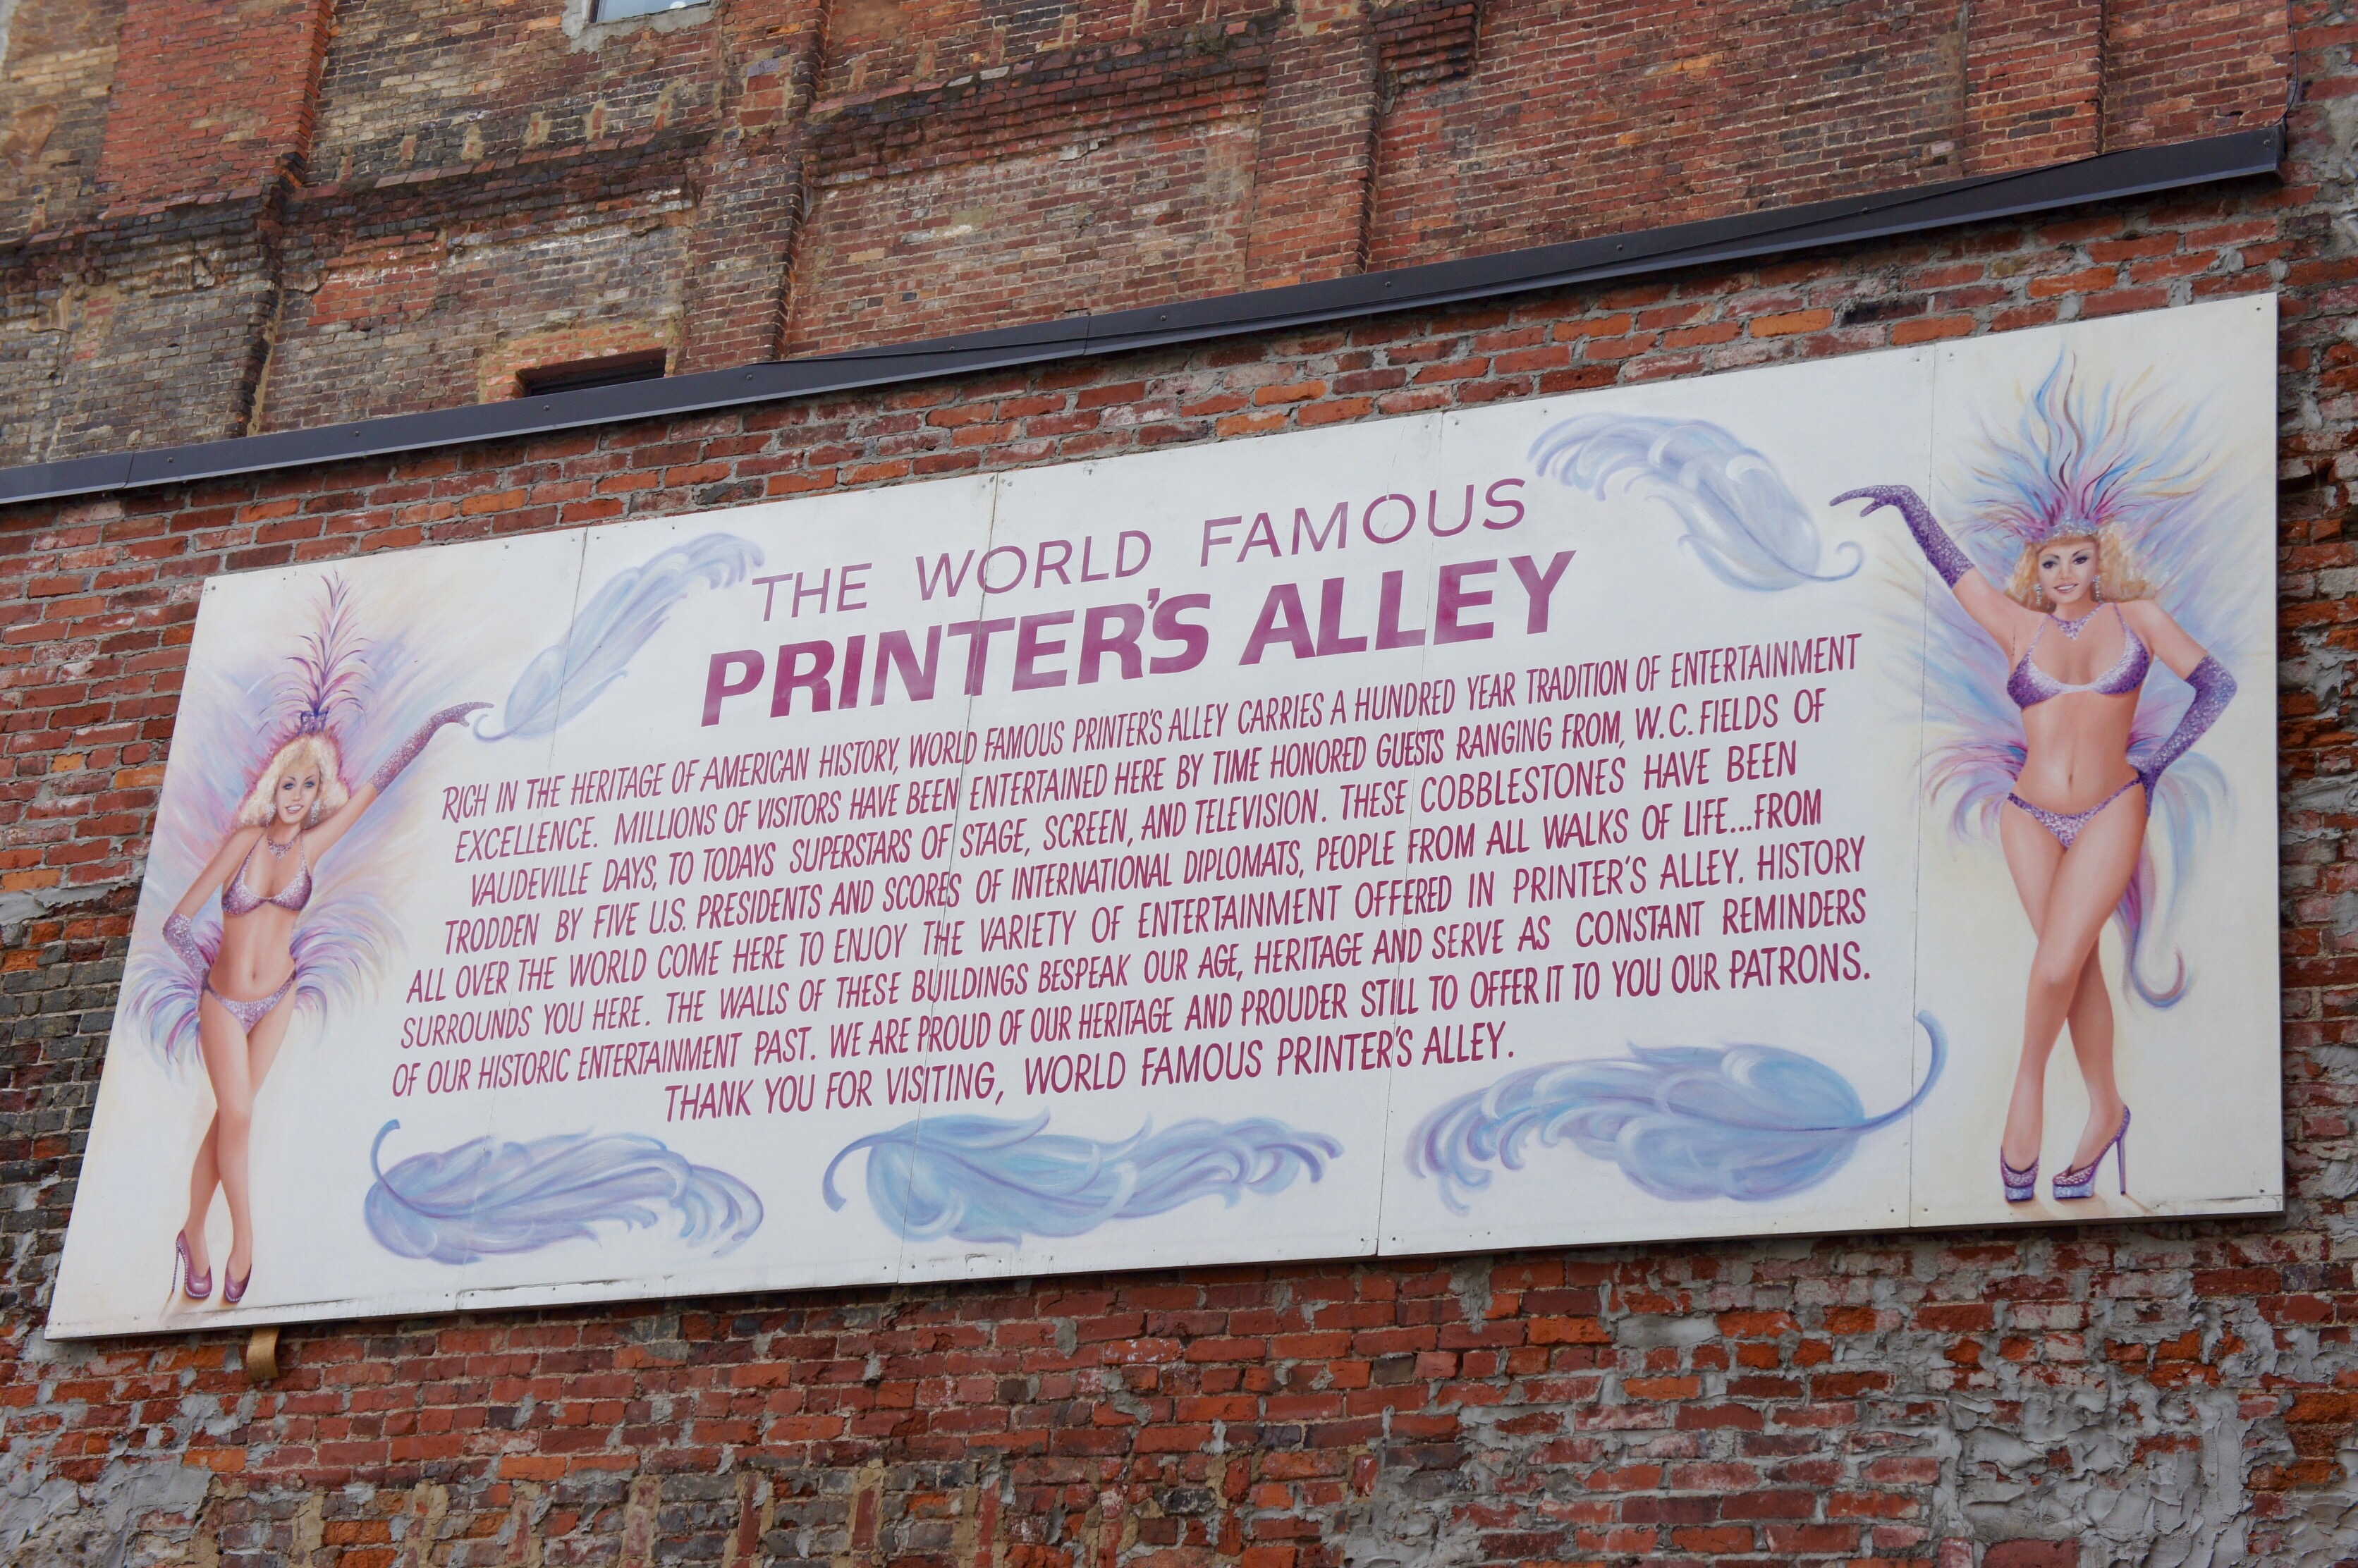 THE WORLD FAMOUS
PRINTER'S ALLEY
RICH IN THE HERITAGE OF AMERICAN HISTORY, WORLD FAMOUS PRINTER'S ALLEY CARRIES A HUNDRED YEAR TRADITION OF ENTERTAINMENT
EXCELLENCE. MILLIONS OF VISITORS HAVE BEEN ENTERTAINED HERE BY TIME HONORED GUESTS RANGING FROM, W.C. FIELDS OF
VAUDEVILLE DAYS, TO TODAYS SUPERSTARS OF STAGE, SCREEN, AND TELEVISION. THESE COBBLESTONES HAVE BEEN
TRODDEN BY FIVE U.S. PRESIDENTS AND SCORES OF INTERNATIONAL DIPLOMATS, PEOPLE FROM ALL WALKS OF LIFE...FROM
ALL OVER THE WORLD COME HERE TO ENJOY THE VARIETY OF ENTERTAINMENT OFFERED IN PRINTER'S ALLEY. HISTORY
SURROUNDS YOU HERE. THE WALLS OF THESE BUILDINGS BESPEAK OUR AGE, HERITAGE AND SERVE AS CONSTANT REMINDERS
OF OUR HISTORIC ENTERTAINMENT PAST. WE ARE PROUD OF OUR HERITAGE AND PROUDER STILL TO OFFER IT TO YOU OUR PATRONS.
THANK YOU FOR VISITING, WORLD FAMOUS PRINTER'S ALLEY.